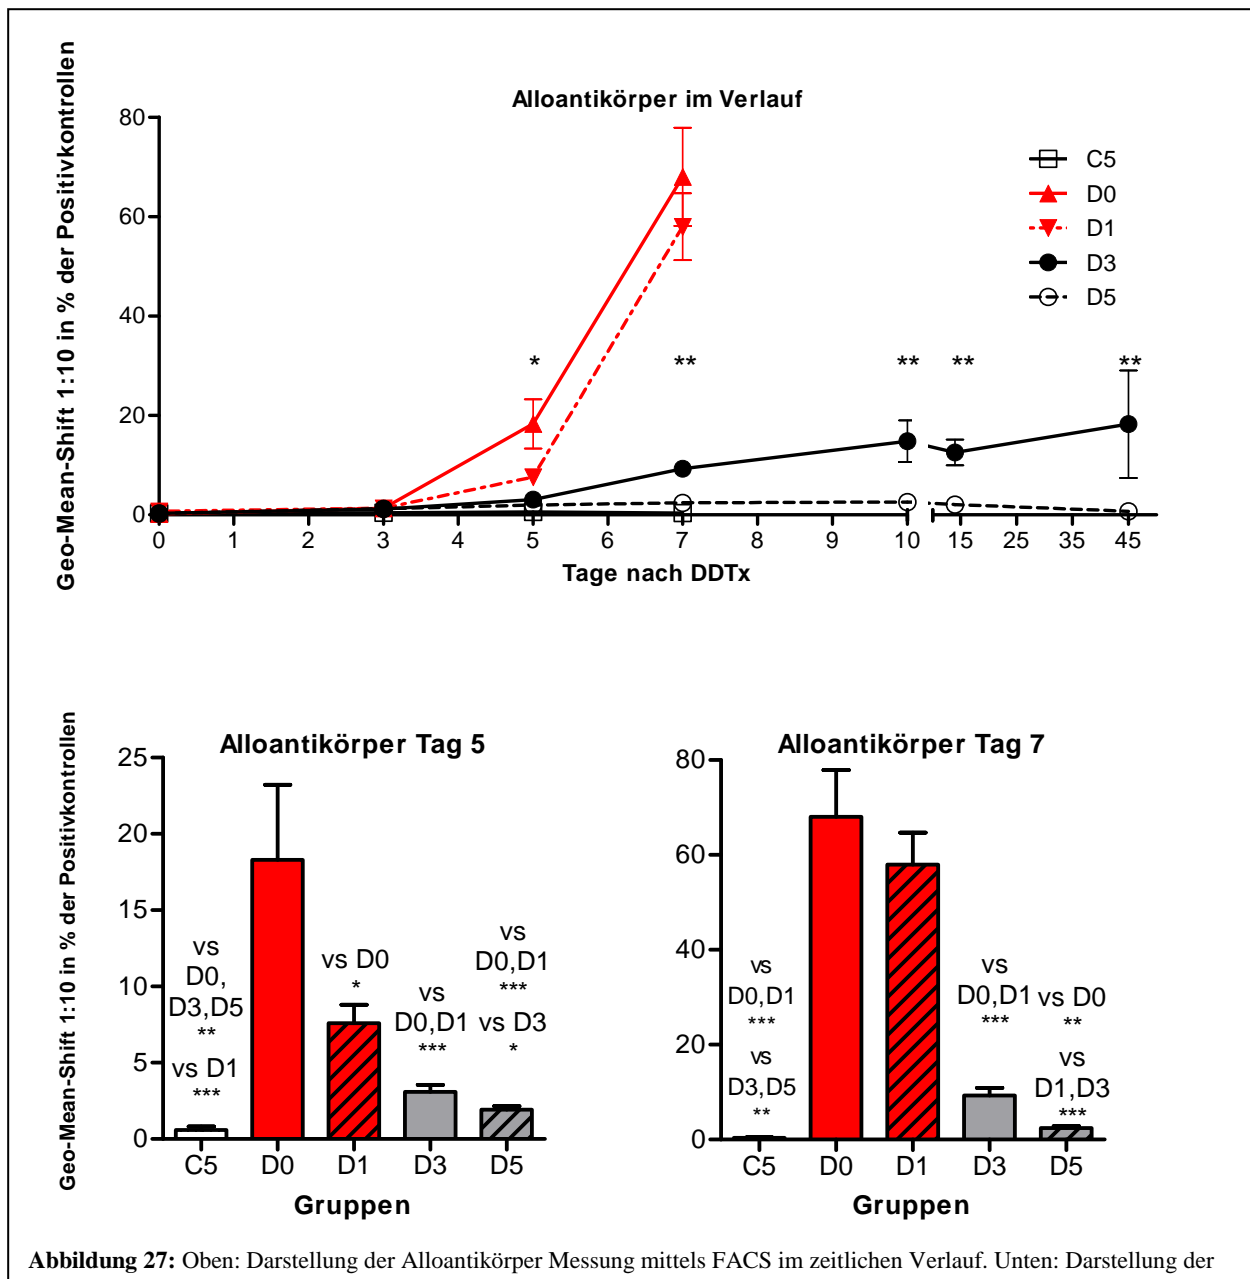 Alloantikörper im Verlauf
Geo-Mean-Shift 1:10 in % der Positivkontrollen
80
60
40
20
0
C5
D0
D1
D3
D5
* ** ** ** **
0 1 2 3 4 5 6 7 8 9 10 15 25 35 45
Tage nach DDTx
Alloantikörper Tag 5
Geo-Mean-Shift 1:10 in % der Positivkontrollen
25
20
15
10
5
0
vs
D0,
D3,D5
**
vs D1
***
vs D0
*
vs
D0,D1
***
vs
D0,D1
***
vs D3
*
C5 D0 D1 D3 D5
Gruppen
Alloantikörper Tag 7
80
60
40
20
0
vs
D0,D1
***
vs
D3,D5
**
vs
D0,D1
***
vs D0
**
vs
D1,D3
***
C5 D0 D1 D3 D5
Gruppen
Abbildung 27: Oben: Darstellung der Alloantikörper Messung mittels FACS im zeitlichen Verlauf. Unten: Darstellung der